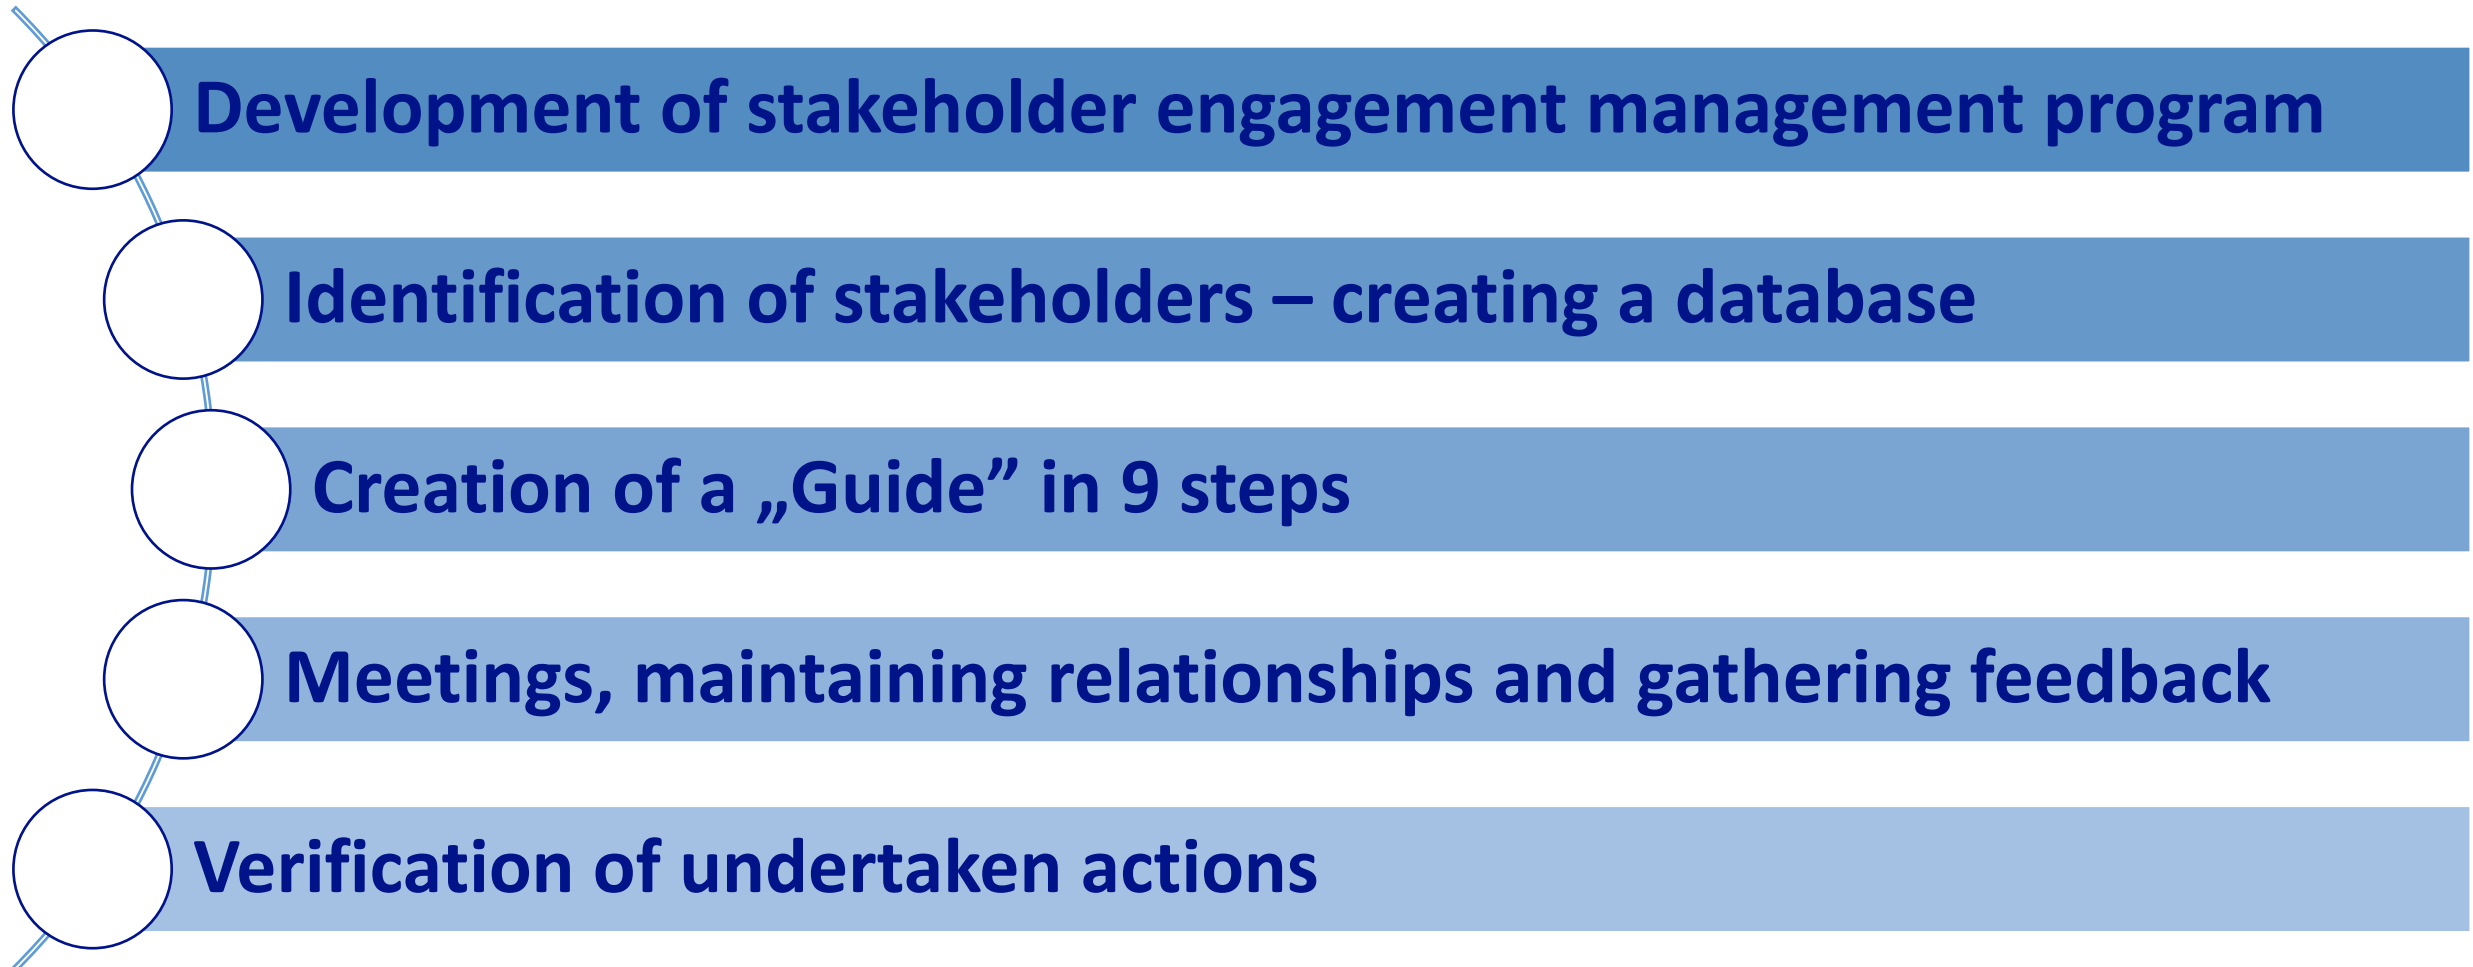 Development of stakeholder engagement management program
Identification of stakeholders – creating a database
Creation of a „Guide” in 9 steps
Meetings, maintaining relationships and gathering feedback
Verification of undertaken actions